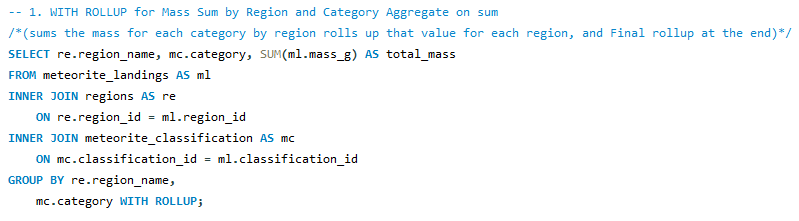 -- 1. WITH ROLLUP for Mass Sum by Region and Category Aggregate on sum
/*(sums the mass for each category by region rolls up that value for each region, and Final rollup at the end)*/
SELECT re.region_name, mc.category, SUM(ml.mass_g) AS total_mass
FROM meteorite_landings AS ml
INNER JOIN regions AS re
    ON re.region_id = ml.region_id
INNER JOIN meteorite_classification AS mc
    ON mc.classification_id = ml.classification_id
GROUP BY re.region_name,
    mc.category WITH ROLLUP;